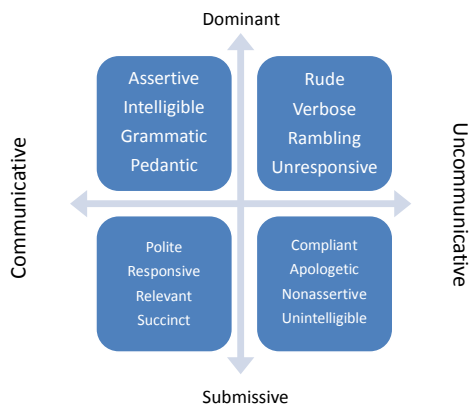 Dominant
Assertive
Intelligible
Grammatic
Pedantic
Rude
Verbose
Rambling
Unresponsive
Communicative
Uncommunicative
Polite
Responsive
Relevant
Succinct
Compliant
Apologetic
Nonassertive
Unintelligible
Submissive